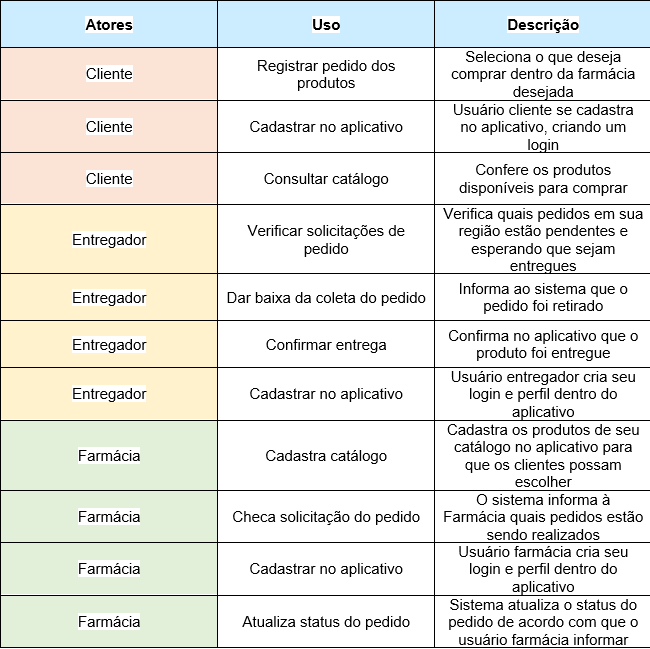 Atores Uso Descrição
Cliente Registrar pedido dos produtos Seleciona o que deseja comprar dentro da farmácia desejada
Cliente Cadastrar no aplicativo Usuário cliente se cadastra no aplicativo, criando um login
Cliente Consultar catálogo Confere os produtos disponíveis para comprar
Entregador Verificar solicitações de pedido Verifica quais pedidos em sua região estão pendentes e esperando que sejam entregues
Entregador Dar baixa da coleta do pedido Informa ao sistema que o pedido foi retirado
Entregador Confirmar entrega Confirma no aplicativo que o produto foi entregue
Entregador Cadastrar no aplicativo Usuário entregador cria seu login e perfil dentro do aplicativo
Farmácia Cadastra catálogo Cadastra os produtos de seu catálogo no aplicativo para que os clientes possam escolher
Farmácia Checa solicitação do pedido O sistema informa à Farmácia quais pedidos estão sendo realizados
Farmácia Cadastrar no aplicativo Usuário farmácia cria seu login e perfil dentro do aplicativo
Farmácia Atualiza status do pedido Sistema atualiza o status do pedido de acordo com que o usuário farmácia informar